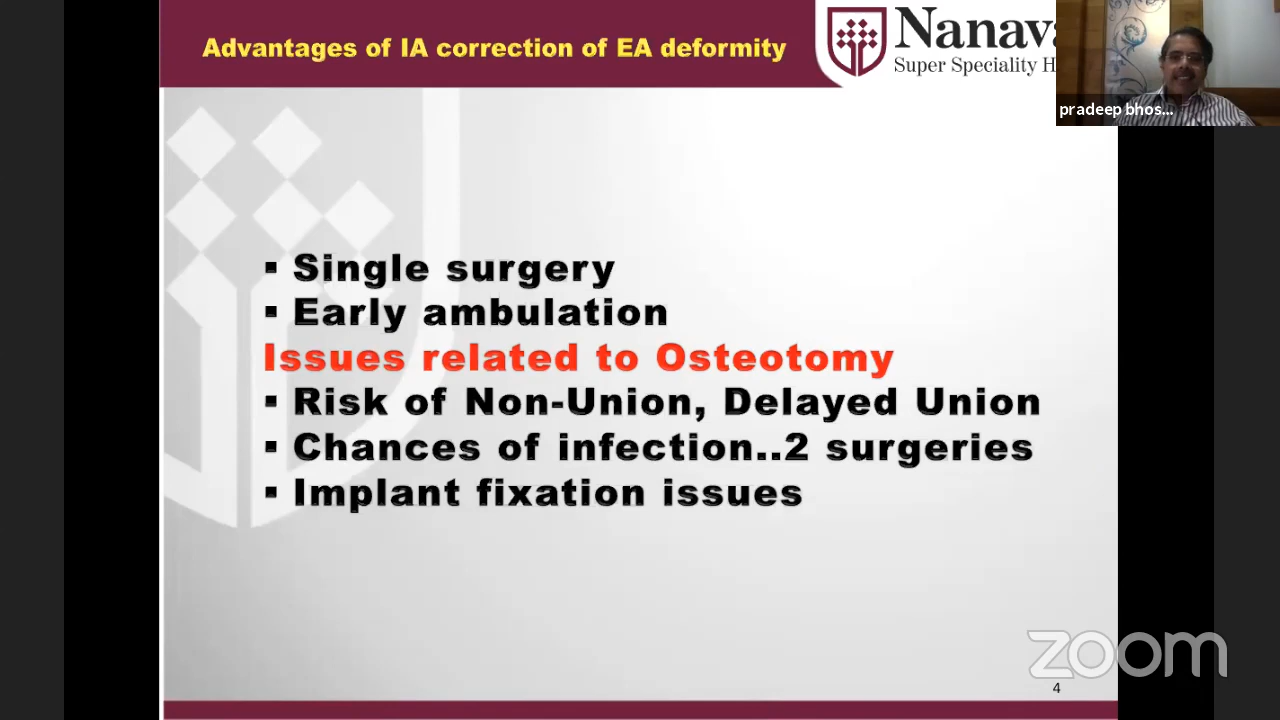 Advantages of IA correction of EA deformity
Nanava
Super Speciality H
pradeep bhos...
▪ Single surgery
▪ Early ambulation
Issues related to Osteotomy
▪ Risk of Non-Union, Delayed Union
▪ Chances of infection..2 surgeries
▪ Implant fixation issues
zoom
4